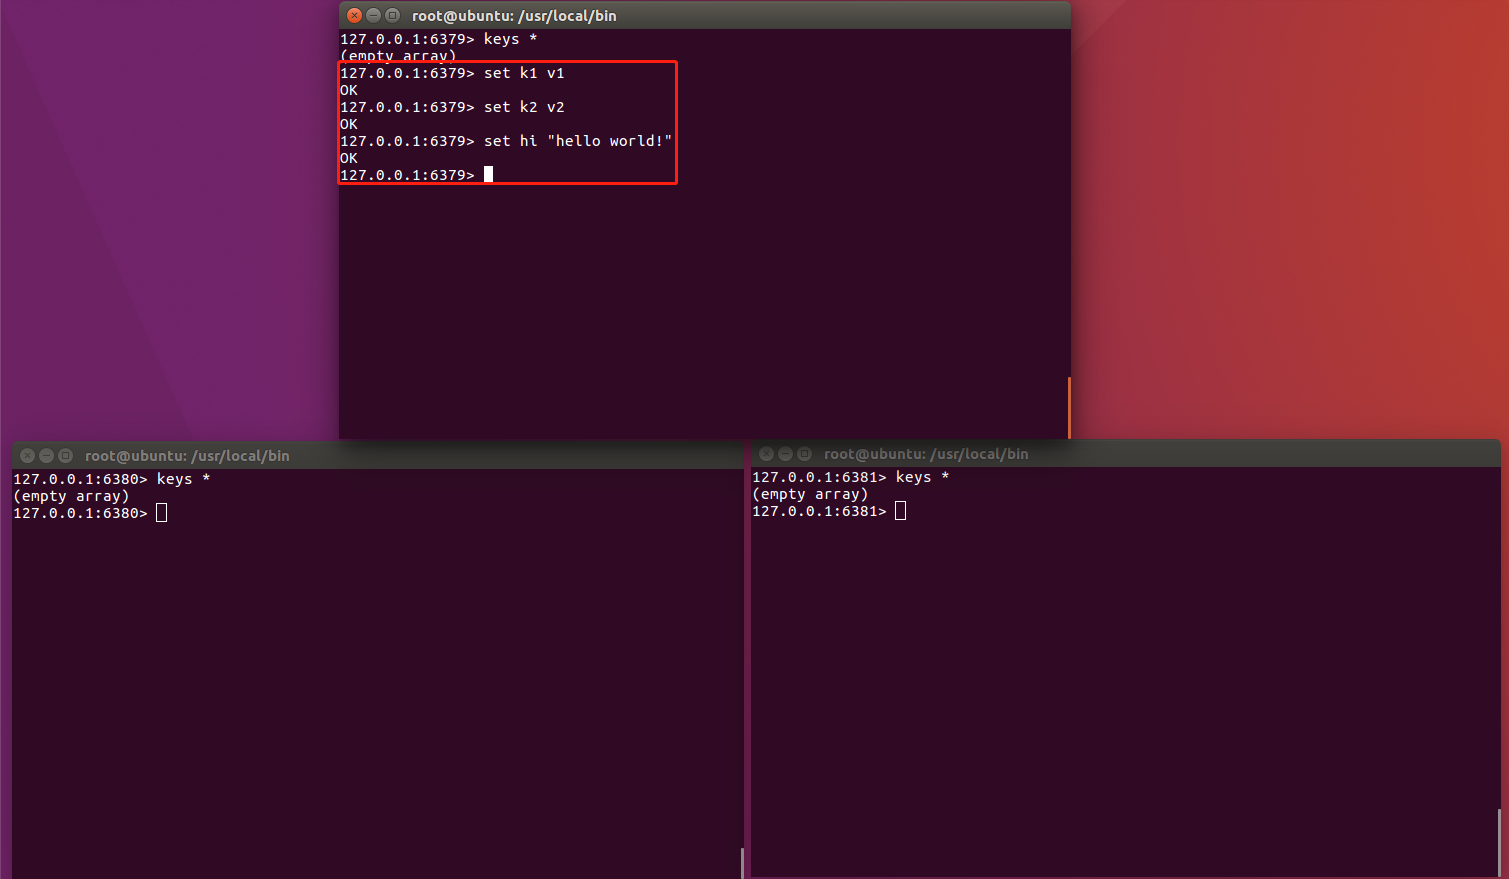 root@ubuntu: /usr/local/bin
127.0.0.1:6379> keys *
(empty array)
127.0.0.1:6379> set k1 v1
OK
127.0.0.1:6379> set k2 v2
OK
127.0.0.1:6379> set hi "hello world!"
OK
127.0.0.1:6379>
root@ubuntu: /usr/local/bin
127.0.0.1:6380> keys *
(empty array)
127.0.0.1:6380>
root@ubuntu: /usr/local/bin
127.0.0.1:6381> keys *
(empty array)
127.0.0.1:6381>